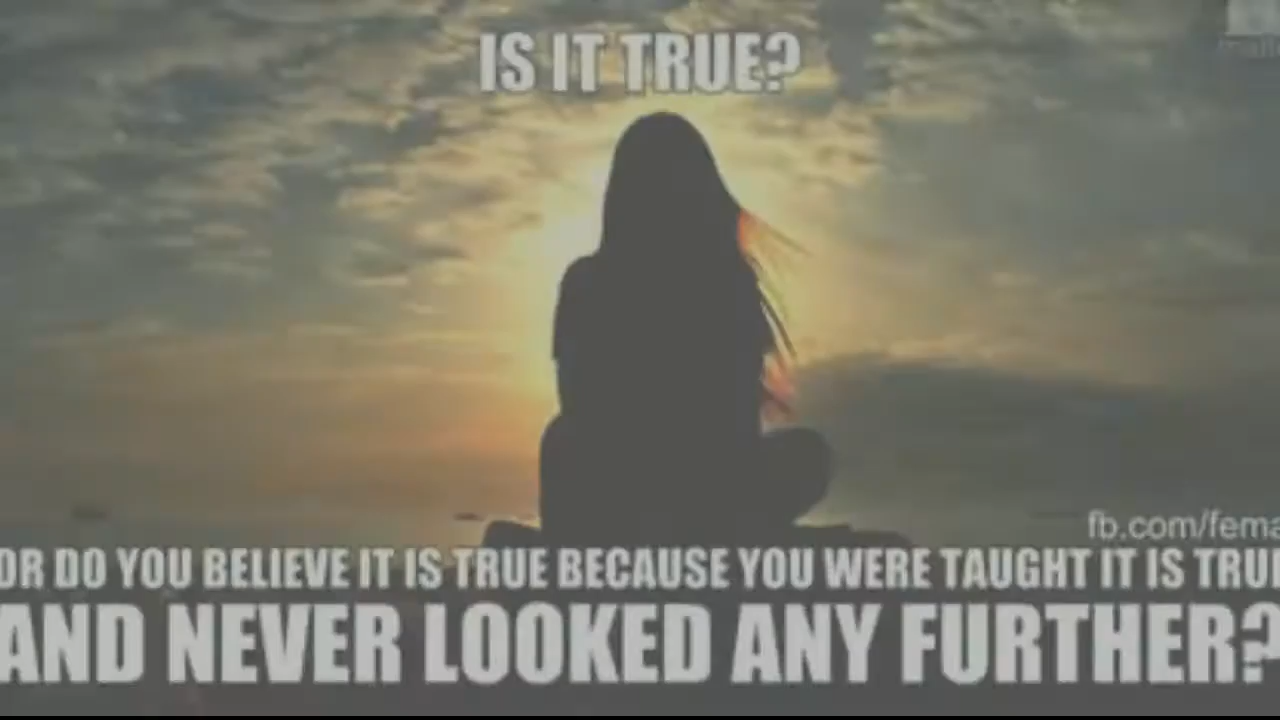 IS IT TRUE?
fb.com/fema
OR DO YOU BELIEVE IT IS TRUE BECAUSE YOU WERE TAUGHT IT IS TRUE
AND NEVER LOOKED ANY FURTHER?